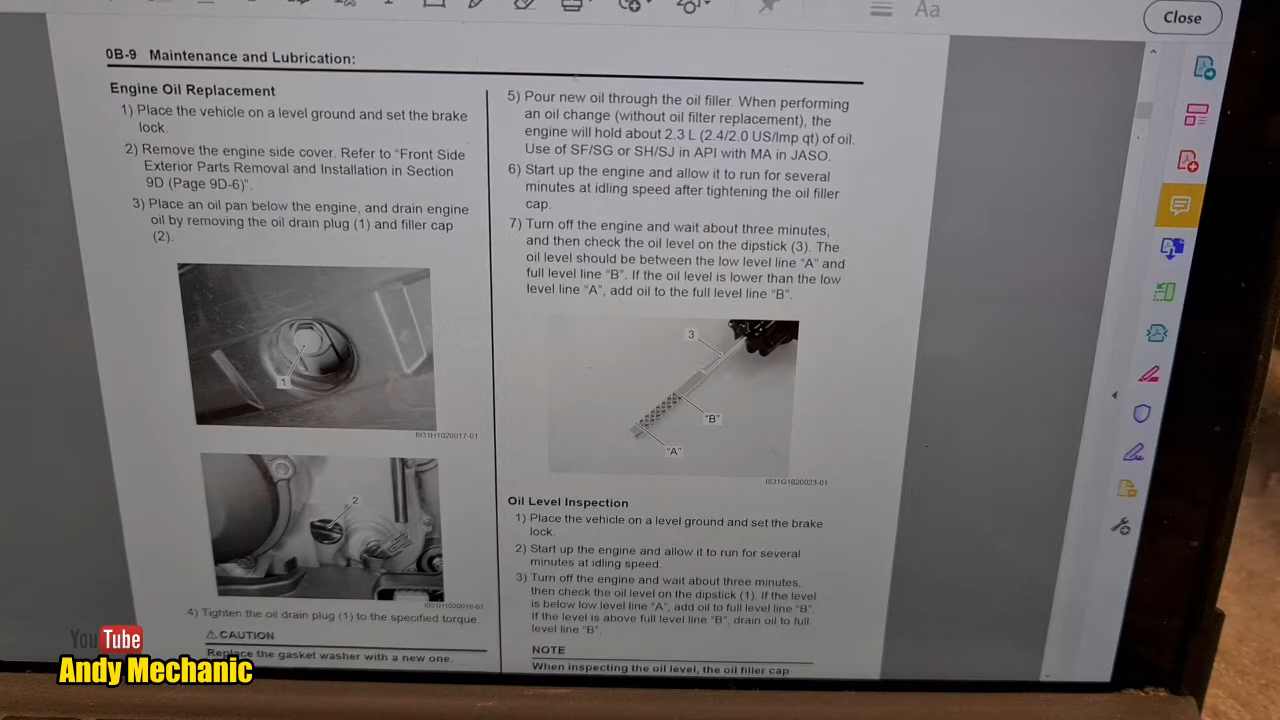 Aa
Close
0B-9 Maintenance and Lubrication:
Engine Oil Replacement
1) Place the vehicle on a level ground and set the brake
lock.
2) Remove the engine side cover. Refer to “Front Side
Exterior Parts Removal and Installation in Section
9D (Page 9D-6)”.
3) Place an oil pan below the engine, and drain engine
oil by removing the oil drain plug (1) and filler cap
(2).
1
I931H1020017-01
2
I931H1020018-01
4) Tighten the oil drain plug (1) to the specified torque.
CAUTION
Replace the gasket washer with a new one.
5) Pour new oil through the oil filler. When performing
an oil change (without oil filter replacement), the
engine will hold about 2.3 L (2.4/2.0 US/Imp qt) of oil.
Use of SF/SG or SH/SJ in API with MA in JASO.
6) Start up the engine and allow it to run for several
minutes at idling speed after tightening the oil filler
cap.
7) Turn off the engine and wait about three minutes,
and then check the oil level on the dipstick (3). The
oil level should be between the low level line “A” and
full level line “B”. If the oil level is lower than the low
level line “A”, add oil to the full level line “B”.
3
“B”
“A”
I831G1020023-01
Oil Level Inspection
1) Place the vehicle on a level ground and set the brake
lock.
2) Start up the engine and allow it to run for several
minutes at idling speed.
3) Turn off the engine and wait about three minutes,
then check the oil level on the dipstick (1). If the level
is below low level line “A”, add oil to full level line “B”.
If the oil level is above full level line “B”, drain oil to full
level line “B”.
NOTE
When inspecting the oil level, the oil filler cap
YouTube
Andy Mechanic